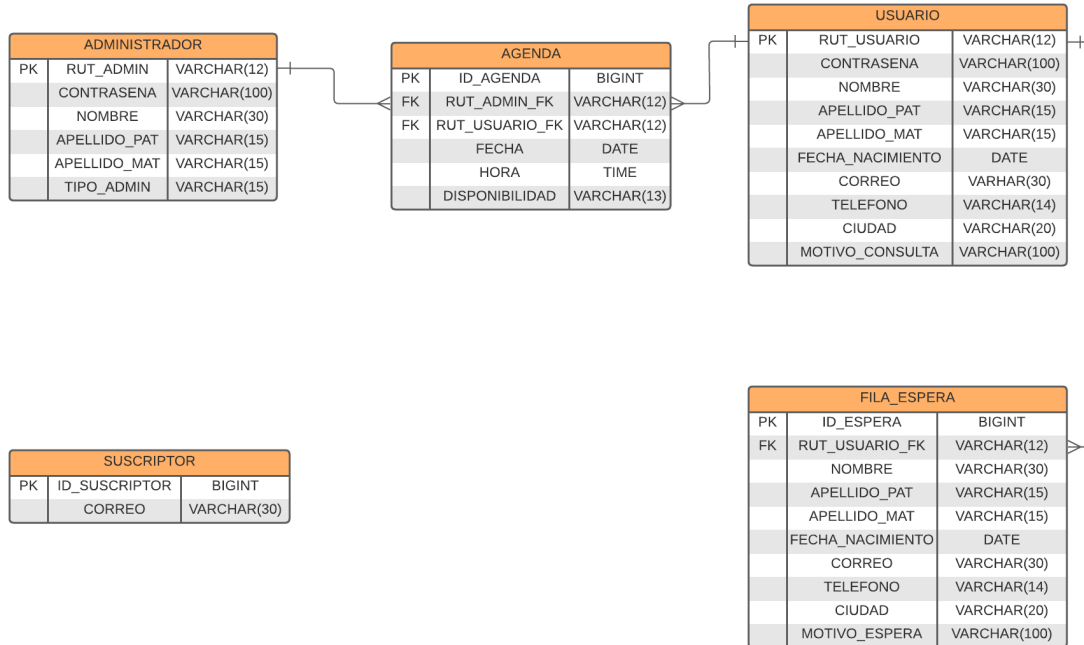 ADMINISTRADOR
PK RUT_ADMIN VARCHAR(12)
CONTRASENA VARCHAR(100)
NOMBRE VARCHAR(30)
APELLIDO_PAT VARCHAR(15)
APELLIDO_MAT VARCHAR(15)
TIPO_ADMIN VARCHAR(15)
AGENDA
PK ID_AGENDA BIGINT
FK RUT_ADMIN_FK VARCHAR(12)
FK RUT_USUARIO_FK VARCHAR(12)
FECHA DATE
HORA TIME
DISPONIBILIDAD VARCHAR(13)
USUARIO
PK RUT_USUARIO VARCHAR(12)
CONTRASENA VARCHAR(100)
NOMBRE VARCHAR(30)
APELLIDO_PAT VARCHAR(15)
APELLIDO_MAT VARCHAR(15)
FECHA_NACIMIENTO DATE
CORREO VARHAR(30)
TELEFONO VARCHAR(14)
CIUDAD VARCHAR(20)
MOTIVO_CONSULTA VARCHAR(100)
SUSCRIPTOR
PK ID_SUSCRIPTOR BIGINT
CORREO VARCHAR(30)
FILA_ESPERA
PK ID_ESPERA BIGINT
FK RUT_USUARIO_FK VARCHAR(12)
NOMBRE VARCHAR(30)
APELLIDO_PAT VARCHAR(15)
APELLIDO_MAT VARCHAR(15)
FECHA_NACIMIENTO DATE
CORREO VARCHAR(30)
TELEFONO VARCHAR(14)
CIUDAD VARCHAR(20)
MOTIVO_ESPERA VARCHAR(100)